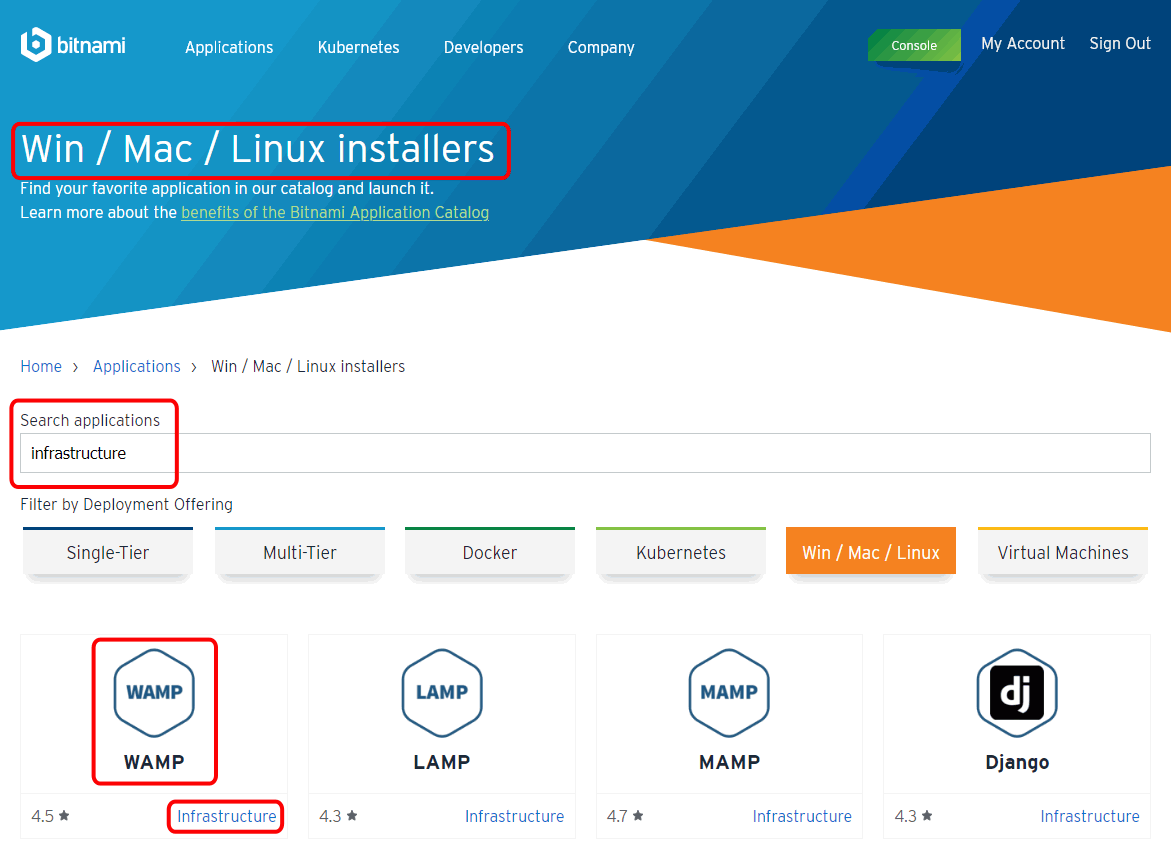 bitnami Applications Kubernetes Developers Company Console My Account Sign Out
Win / Mac / Linux installers
Find your favorite application in our catalog and launch it.
Learn more about the benefits of the Bitnami Application Catalog
Home › Applications › Win / Mac / Linux installers
Search applications
infrastructure
Filter by Deployment Offering
Single-Tier Multi-Tier Docker Kubernetes Win / Mac / Linux Virtual Machines
WAMP LAMP MAMP dj
WAMP LAMP MAMP Django
4.5 ★ Infrastructure 4.3 ★ Infrastructure 4.7 ★ Infrastructure 4.3 ★ Infrastructure